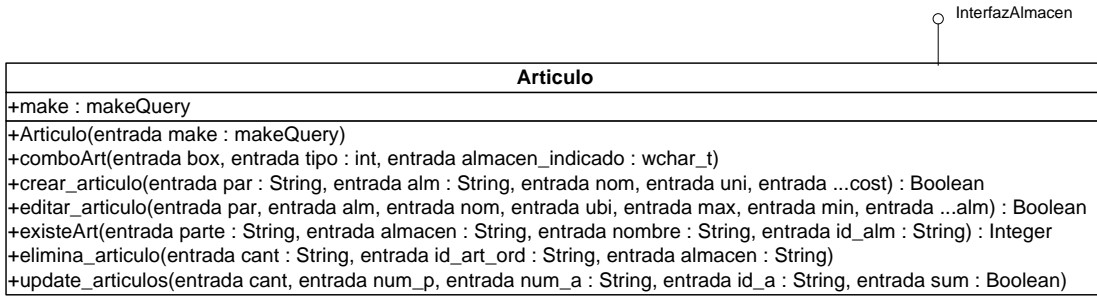 InterfazAlmacen
Articulo
+make : makeQuery
+Articulo(entrada make : makeQuery)
+comboArt(entrada box, entrada tipo : int, entrada almacen_indicado : wchar_t)
+crear_articulo(entrada par : String, entrada alm : String, entrada nom, entrada uni, entrada ...cost) : Boolean
+editar_articulo(entrada par, entrada alm, entrada nom, entrada ubi, entrada max, entrada min, entrada ...alm) : Boolean
+existeArt(entrada parte : String, entrada almacen : String, entrada nombre : String, entrada id_alm : String) : Integer
+elimina_articulo(entrada cant : String, entrada id_art_ord : String, entrada almacen : String)
+update_articulos(entrada cant, entrada num_p, entrada num_a : String, entrada id_a : String, entrada sum : Boolean)